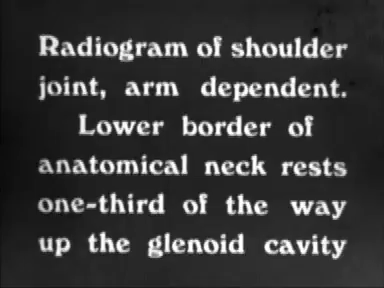 Radiogram of shoulder
joint, arm dependent.
Lower border of
anatomical neck rests
one-third of the way
up the glenoid cavity